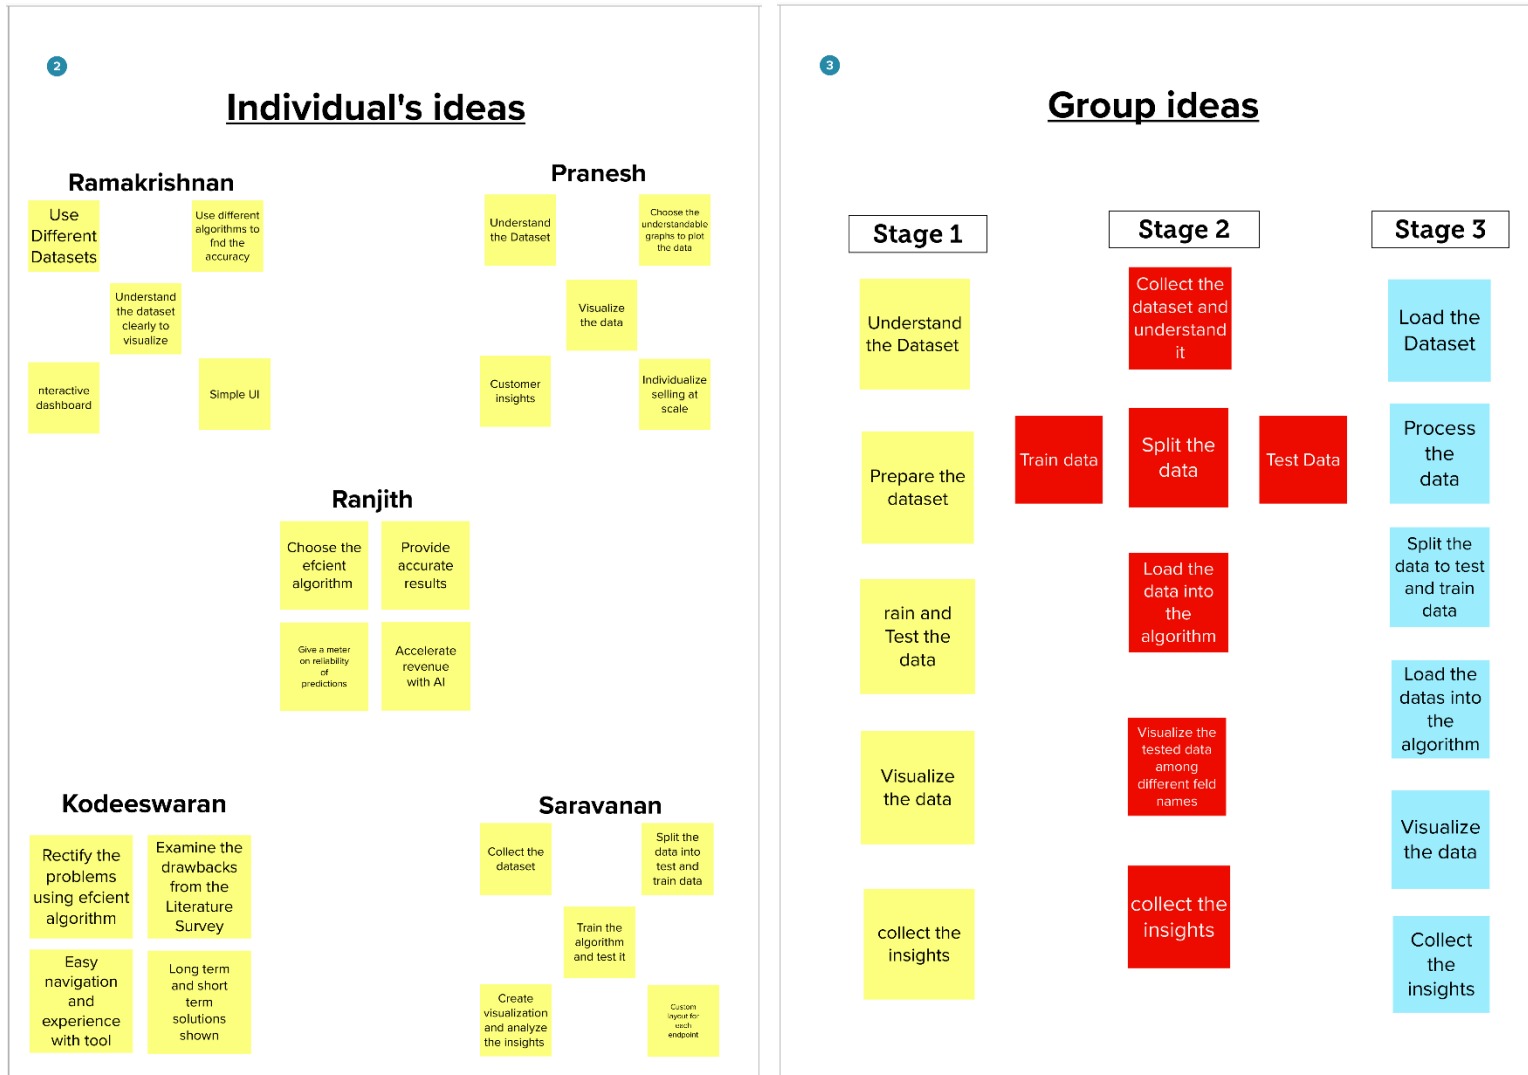 2
Individual's ideas
Ramakrishnan
Use
Different
Datasets
Use different
algorithms to
fnd the
accuracy
Understand
the dataset
clearly to
visualize
nteractive
dashboard
Simple UI
Pranesh
Understand
the Dataset
Choose the
understandable
graphs to plot
the data
Visualize
the data
Customer
insights
Individualize
selling at
scale
Ranjith
Choose the
efcient
algorithm
Provide
accurate
results
Give a meter
on reliability
of
predictions
Accelerate
revenue
with AI
Kodeeswaran
Rectify the
problems
using efcient
algorithm
Examine the
drawbacks
from the
Literature
Survey
Easy
navigation
and
experience
with tool
Long term
and short
term
solutions
shown
Saravanan
Collect the
dataset
Split the
data into
test and
train data
Train the
algorithm
and test it
Create
visualization
and analyze
the insights
Custom
layout for
each
endpoint
3
Group ideas
Stage 1
Understand
the Dataset
Prepare the
dataset
rain and
Test the
data
Visualize
the data
collect the
insights
Stage 2
Collect the
dataset and
understand
it
Train data
Split the
data
Test Data
Load the
data into
the
algorithm
Visualize the
tested data
among
different feld
names
collect the
insights
Stage 3
Load the
Dataset
Process
the
data
Split the
data to test
and train
data
Load the
datas into
the
algorithm
Visualize
the data
Collect
the
insights